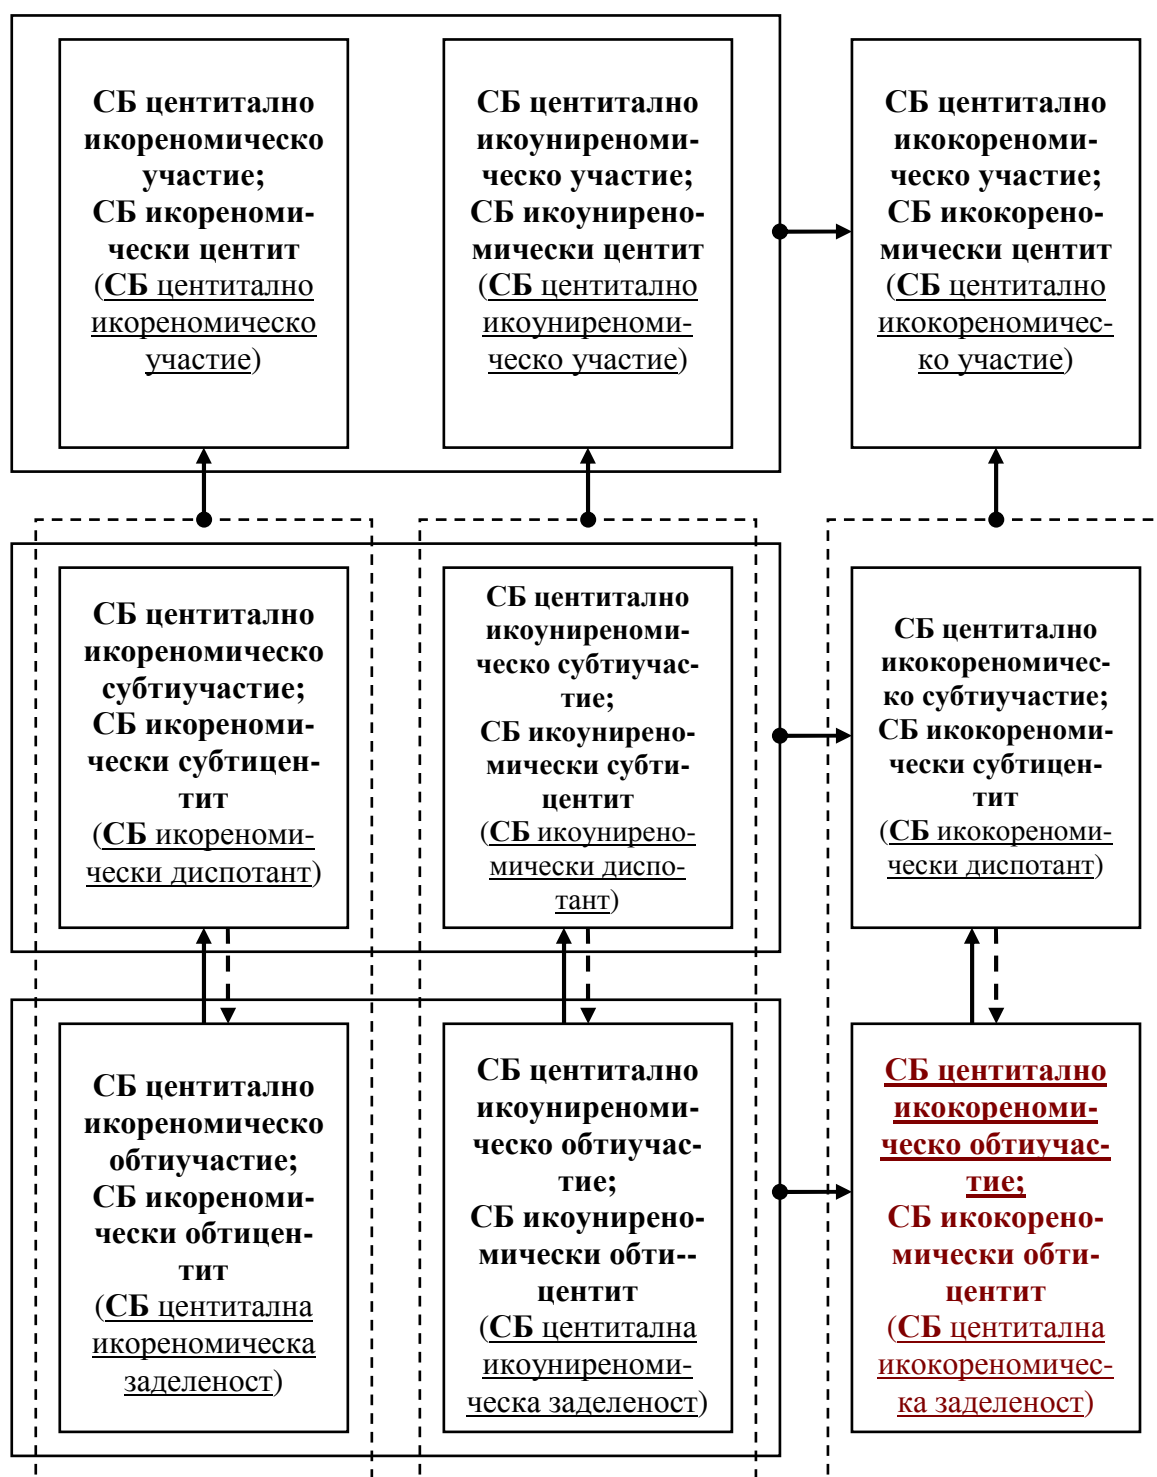 СБ центитално
икореномическо
участие;
СБ икореноми-
чески центит
(СБ центитално
икореномическо
участие)
СБ центитално
икоуниреноми-
ческо участие;
СБ икоунирено-
мически центит
(СБ центитално
икоуниреноми-
ческо участие)
СБ центитално
икокореноми-
ческо участие;
СБ икокорено-
мически центит
(СБ центитално
икокореномичес-
ко участие)
СБ центитално
икореномическо
субтиучастие;
СБ икореноми-
чески субтицен-
тит
(СБ икореноми-
чески диспотант)
СБ центитално
икоуниреноми-
ческо субтиучас-
тие;
СБ икоунирено-
мически субти-
центит
(СБ икоунирено-
мически диспо-
тант)
СБ центитално
икокореномичес-
ко субтиучастие;
СБ икокореноми-
чески субтицен-
тит
(СБ икокореноми-
чески диспотант)
СБ центитално
икореномическо
обтиучастие;
СБ икореноми-
чески обтицен-
тит
(СБ центитална
икореномическа
заделеност)
СБ центитално
икоуниреноми-
ческо обтиучас-
тие;
СБ икоунирено-
мически обти--
центит
(СБ центитална
икоуниреноми-
ческа заделеност)
СБ центитално
икокореноми-
ческо обтиучас-
тие;
СБ икокорено-
мически обти-
центит
(СБ центитална
икокореномичес-
ка заделеност)